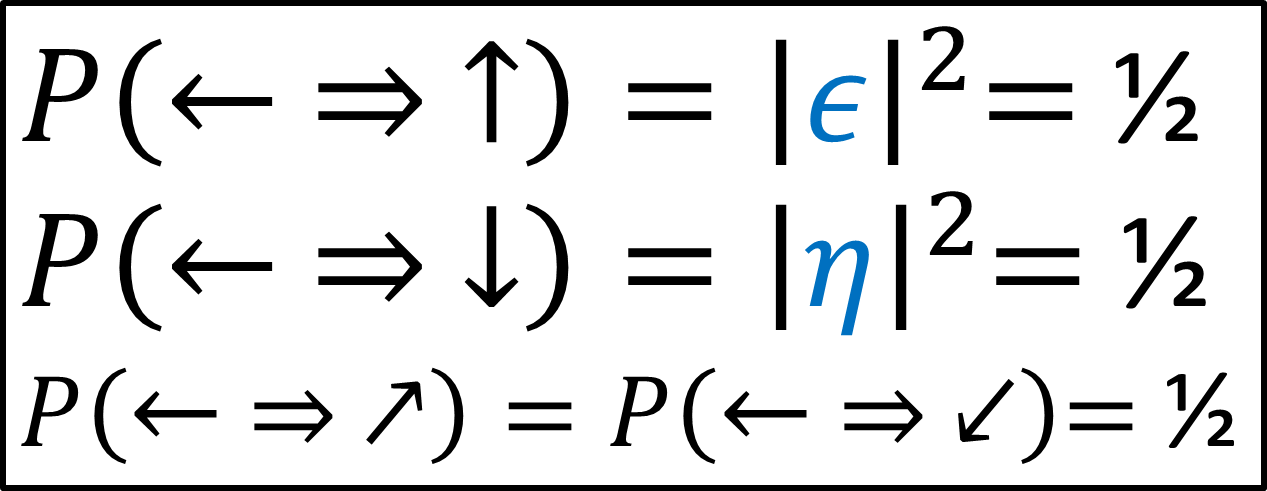 P(← ⇒ ↑) = |ϵ|² = ½
P(← ⇒ ↓) = |η|² = ½
P(← ⇒ ↗) = P(← ⇒ ↙) = ½